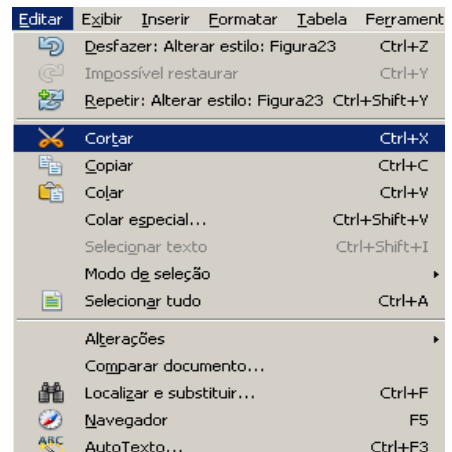 Editar Exibir Inserir Formatar Tabela Ferrament
Desfazer: Alterar estilo: Figura23 Ctrl+Z
Impossível restaurar Ctrl+Y
Repetir: Alterar estilo: Figura23 Ctrl+Shift+Y
Cortar Ctrl+X
Copiar Ctrl+C
Colar Ctrl+V
Colar especial... Ctrl+Shift+V
Selecionar texto Ctrl+Shift+I
Modo de seleção
Selecionar tudo Ctrl+A
Alterações
Comparar documento...
Localizar e substituir... Ctrl+F
Navegador F5
ABC AutoTexto... Ctrl+F3